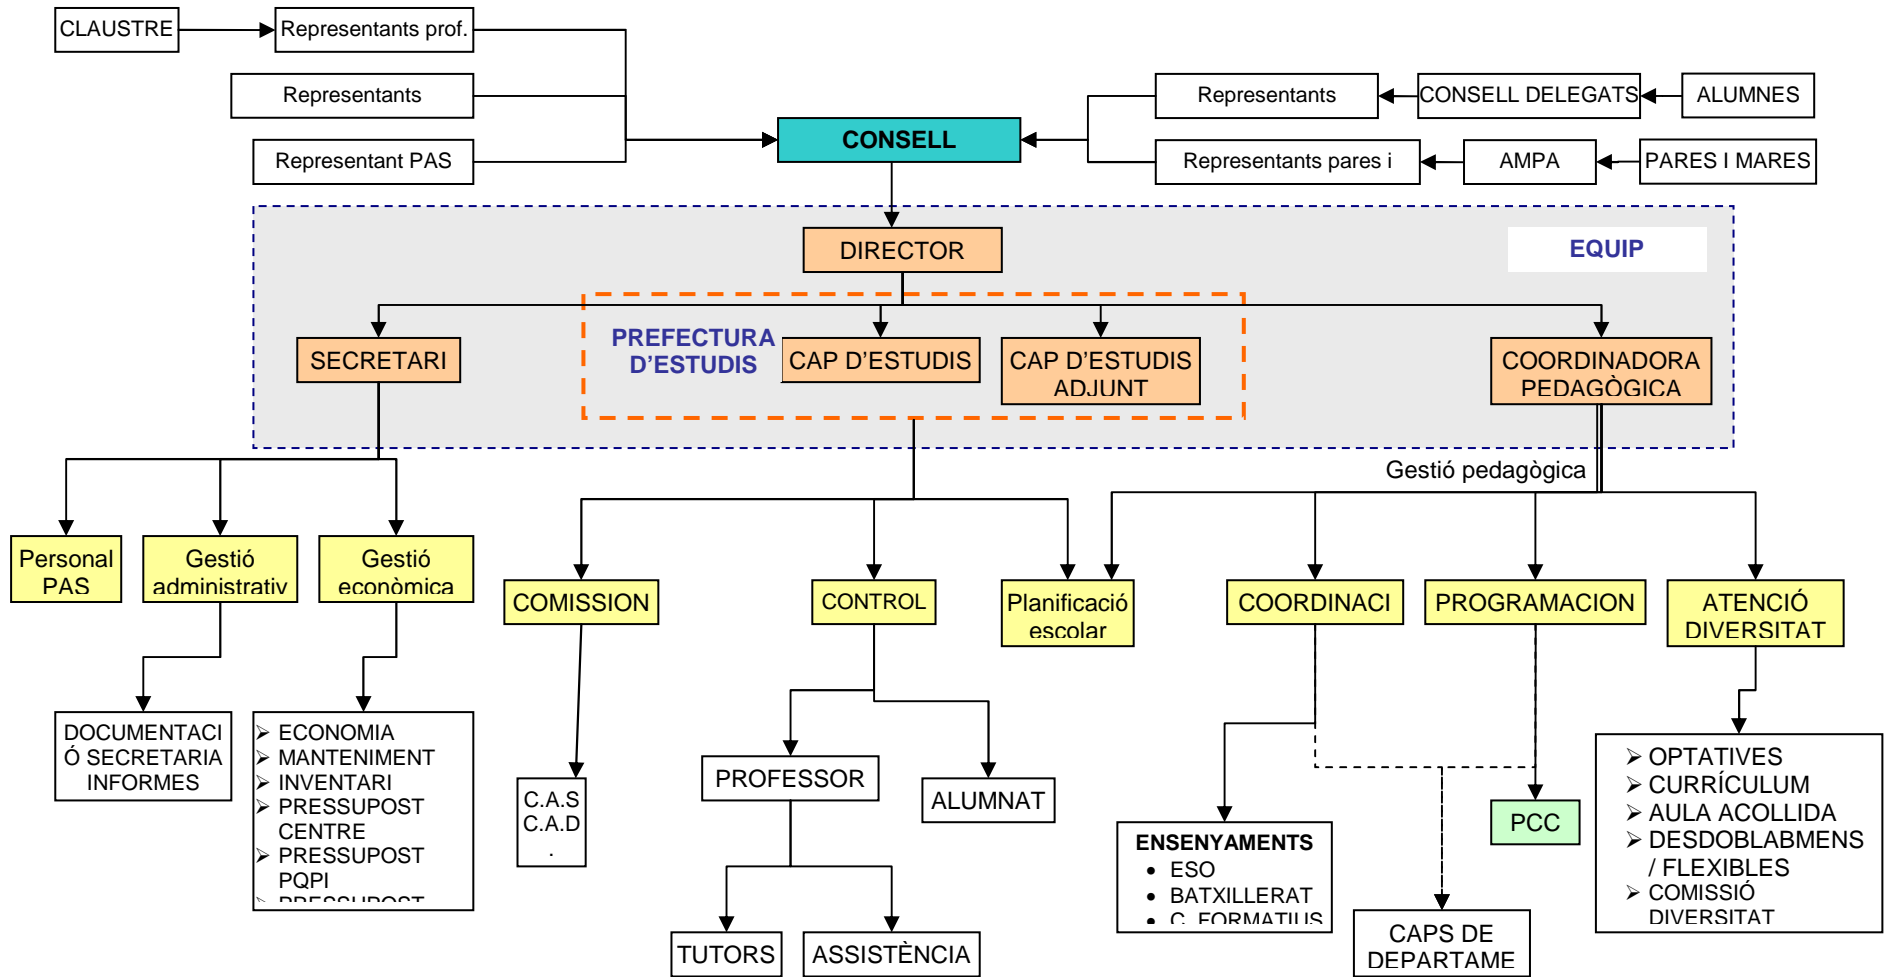 CLAUSTRE
Representants prof.
Representants
Representant PAS
CONSELL
Representants
CONSELL DELEGATS
ALUMNES
Representants pares i
AMPA
PARES I MARES
DIRECTOR
EQUIP
SECRETARI
PREFECTURA
D’ESTUDIS
CAP D'ESTUDIS
CAP D'ESTUDIS
ADJUNT
COORDINADORA
PEDAGÒGICA
Gestió pedagògica
Personal
PAS
Gestió
administrativ
Gestió
econòmica
COMISSION
CONTROL
Planificació
escolar
COORDINACI
PROGRAMACION
ATENCIÓ
DIVERSITAT
DOCUMENTACI
Ó SECRETARIA
INFORMES
➢ ECONOMIA
➢ MANTENIMENT
➢ INVENTARI
➢ PRESSUPOST
CENTRE
➢ PRESSUPOST
PQPI
➢ PRESSUPOST
C.A.S
C.A.D
.
PROFESSOR
ALUMNAT
TUTORS
ASSISTÈNCIA
ENSENYAMENTS
• ESO
• BATXILLERAT
• C. FORMATIUS
PCC
CAPS DE
DEPARTAME
➢ OPTATIVES
➢ CURRÍCULUM
➢ AULA ACOLLIDA
➢ DESDOBLABMENS
/ FLEXIBLES
➢ COMISSIÓ
DIVERSITAT